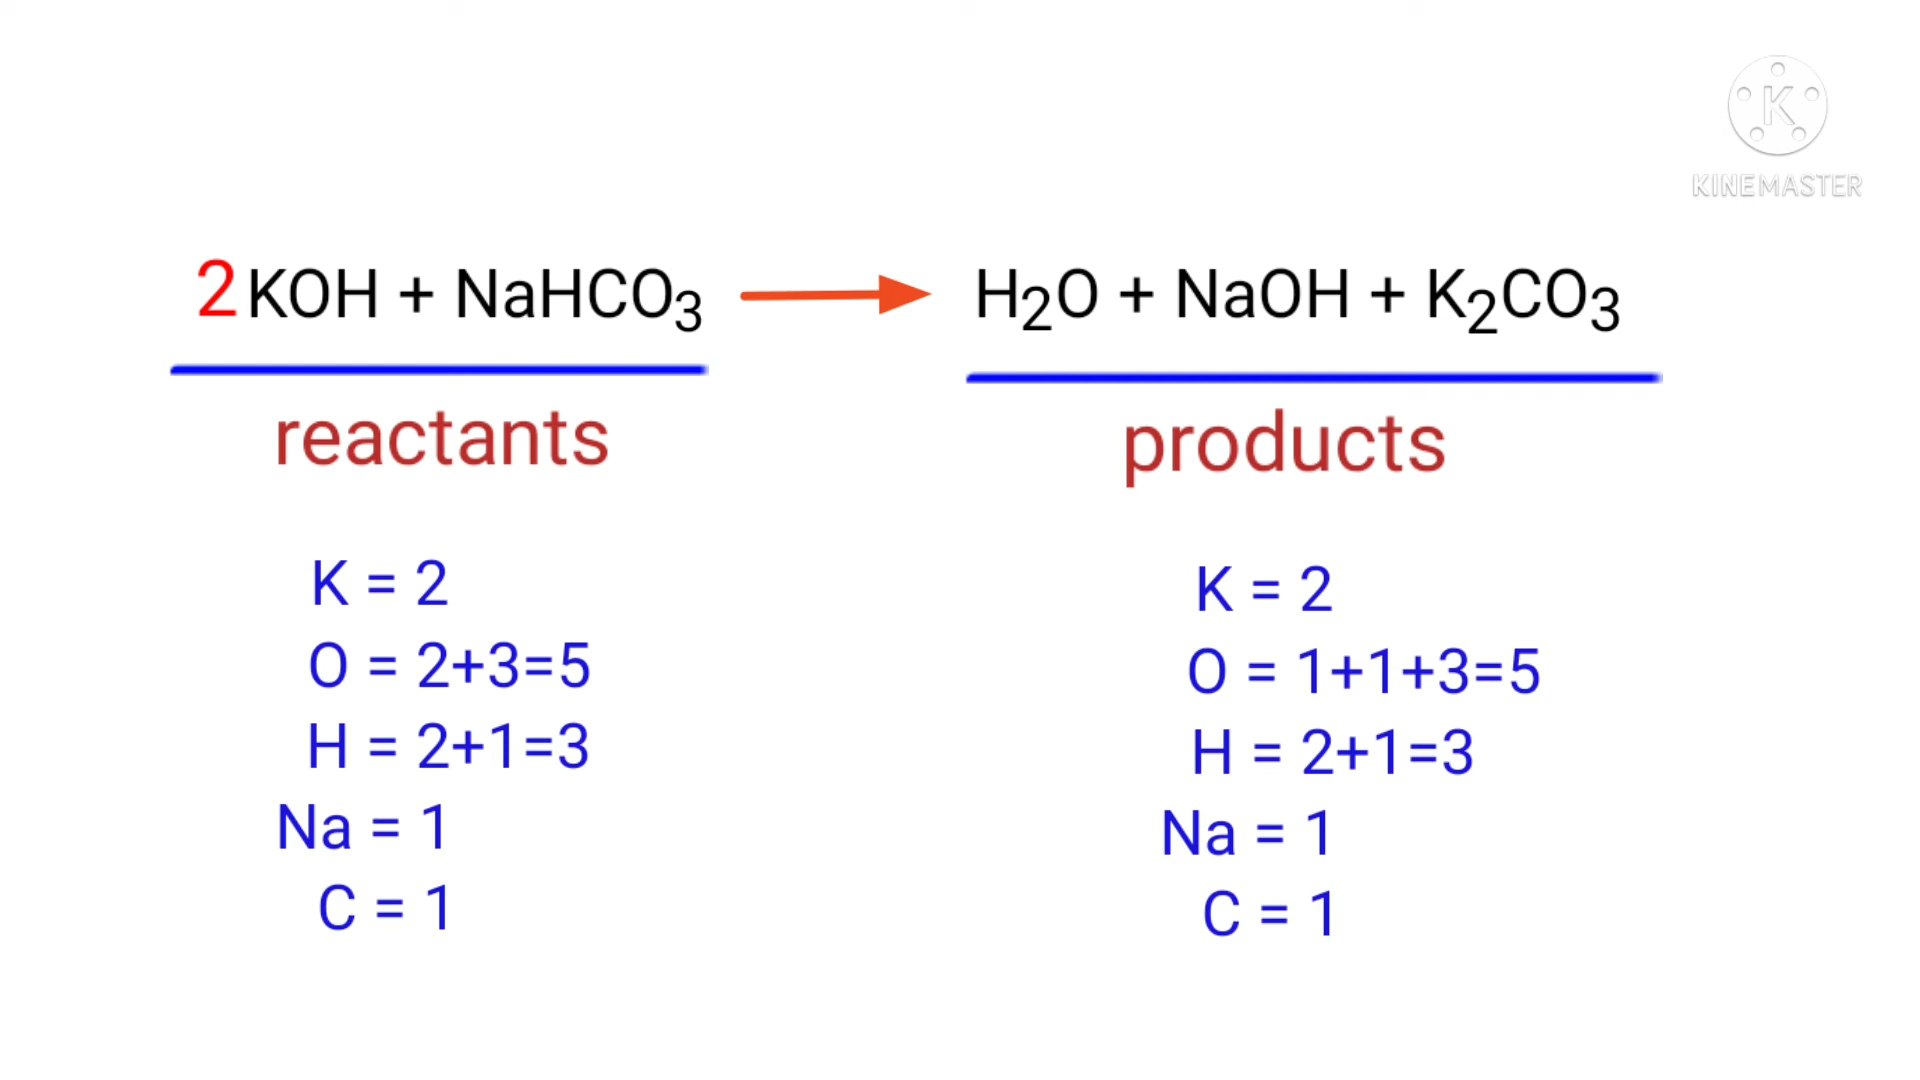 K
KINEMASTER
2KOH + NaHCO₃ → H₂O + NaOH + K₂CO₃
reactants
products
K = 2
O = 2+3=5
H = 2+1=3
Na = 1
C = 1
K = 2
O = 1+1+3=5
H = 2+1=3
Na = 1
C = 1